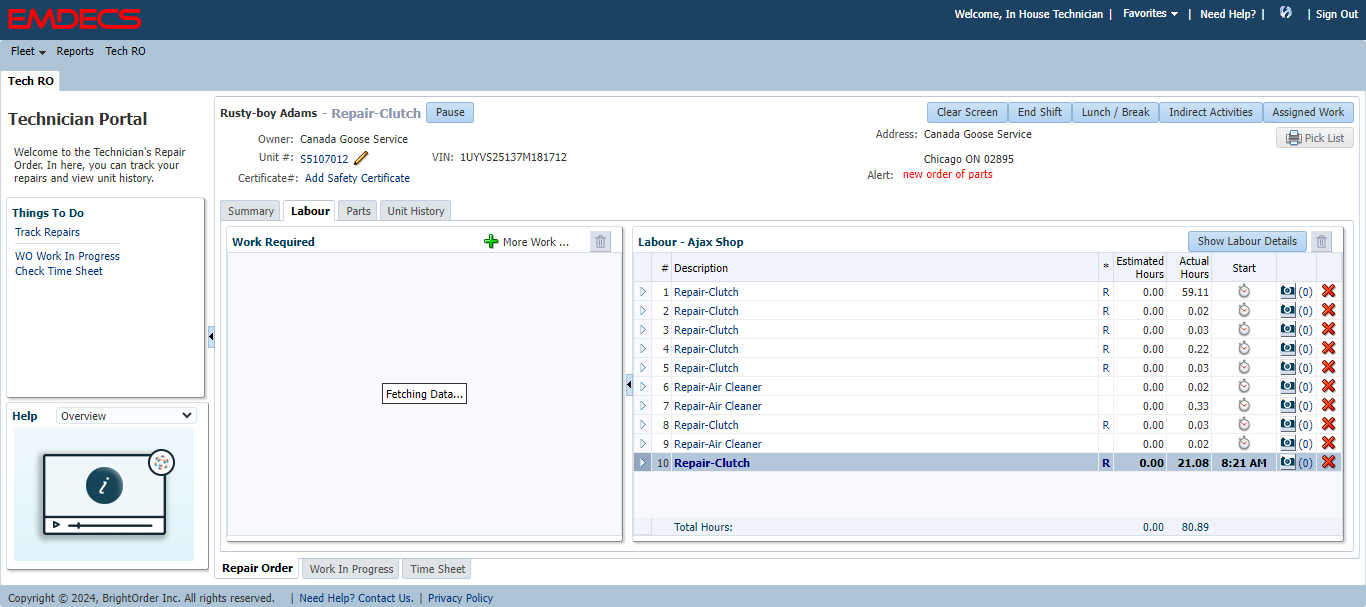 EMDECS
Welcome, In House Technician | Favorites | Need Help? | | Sign Out
Fleet Reports Tech RO
Tech RO
Technician Portal
Welcome to the Technician's Repair
Order. In here, you can track your
repairs and view unit history.
Things To Do
Track Repairs
WO Work In Progress
Check Time Sheet
Help Overview
i
Rusty-boy Adams - Repair-Clutch Pause
Clear Screen End Shift Lunch / Break Indirect Activities Assigned Work
Pick List
Owner: Canada Goose Service
Unit #: S5107012 VIN: 1UYVS25137M181712
Certificate#: Add Safety Certificate
Address: Canada Goose Service
Chicago ON 02895
Alert: new order of parts
Summary Labour Parts Unit History
Work Required More Work ...
Fetching Data...
Labour - Ajax Shop Show Labour Details
# Description * Estimated Hours Actual Hours Start
1 Repair-Clutch R 0.00 59.11 (0)
2 Repair-Clutch R 0.00 0.02 (0)
3 Repair-Clutch R 0.00 0.03 (0)
4 Repair-Clutch R 0.00 0.22 (0)
5 Repair-Clutch R 0.00 0.03 (0)
6 Repair-Air Cleaner 0.00 0.02 (0)
7 Repair-Air Cleaner 0.00 0.33 (0)
8 Repair-Clutch R 0.00 0.03 (0)
9 Repair-Air Cleaner 0.00 0.02 (0)
10 Repair-Clutch R 0.00 21.08 8:21 AM (0)
Total Hours: 0.00 80.89
Repair Order Work In Progress Time Sheet
Copyright © 2024, BrightOrder Inc. All rights reserved. | Need Help? Contact Us. | Privacy Policy